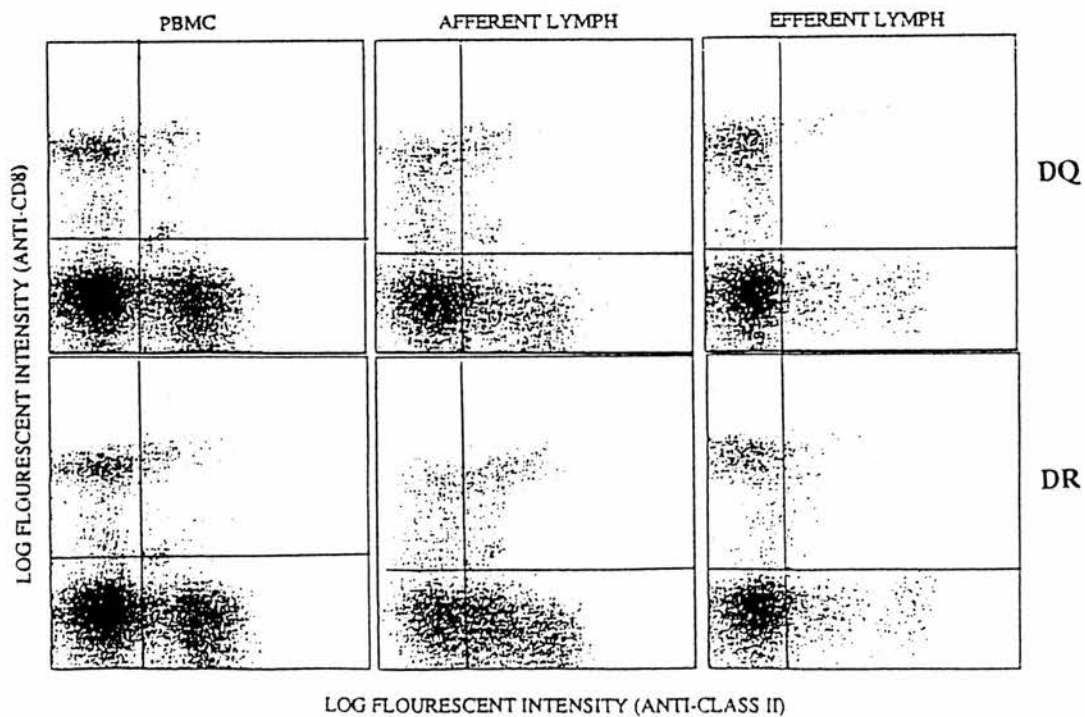 PBMC
AFFERENT LYMPH
EFFERENT LYMPH
LOG FLOURESCENT INTENSITY (ANTI-CD8)
DQ
DR
LOG FLOURESCENT INTENSITY (ANTI-CLASS II)